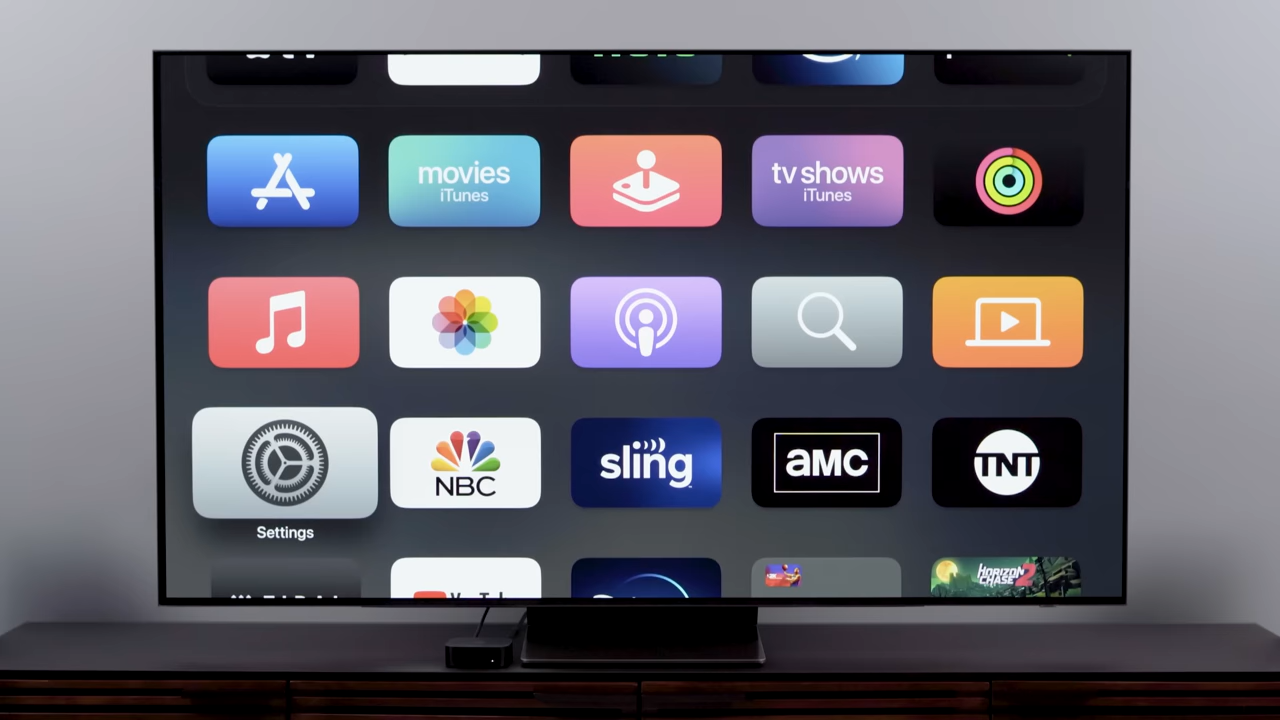 movies
iTunes
tv shows
iTunes
NBC
sling
aMC
TNT
Settings
HORIZON
CHASE 2